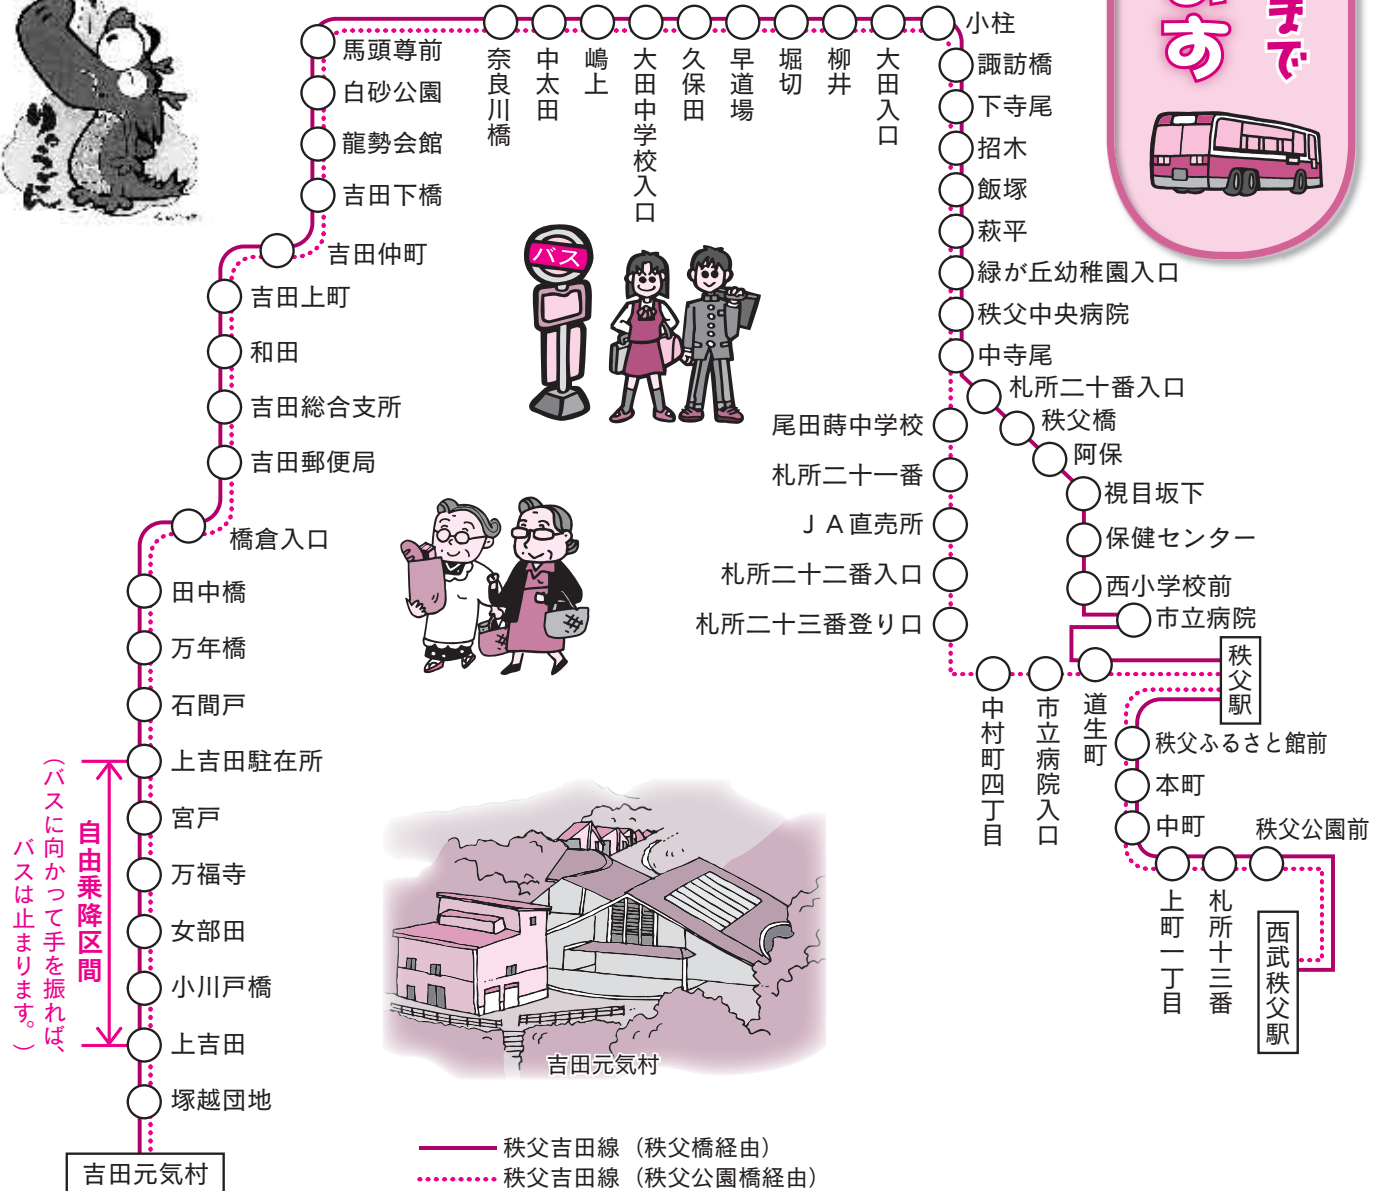 まで
す
バス
馬頭尊前
白砂公園
龍勢会館
吉田下橋
吉田仲町
吉田上町
和田
吉田総合支所
吉田郵便局
橋倉入口
田中橋
万年橋
石間戸
上吉田駐在所
宮戸
万福寺
女部田
小川戸橋
上吉田
塚越団地
吉田元気村
自由乗降区間
（バスに向かって手を振れば、
バスは止まります。）
奈良川橋
中太田
嶋上
大田中学校入口
久保田
早道場
堀切
柳井
大田入口
小柱
諏訪橋
下寺尾
招木
飯塚
萩平
緑が丘幼稚園入口
秩父中央病院
中寺尾
札所二十番入口
秩父橋
阿保
視目坂下
保健センター
西小学校前
市立病院
尾田蒔中学校
札所二十一番
ＪＡ直売所
札所二十二番入口
札所二十三番登り口
中村町四丁目
市立病院入口
道生町
秩父駅
秩父ふるさと館前
本町
中町
上町一丁目
札所十三番
秩父公園前
西武秩父駅
吉田元気村
秩父吉田線（秩父橋経由）
秩父吉田線（秩父公園橋経由）